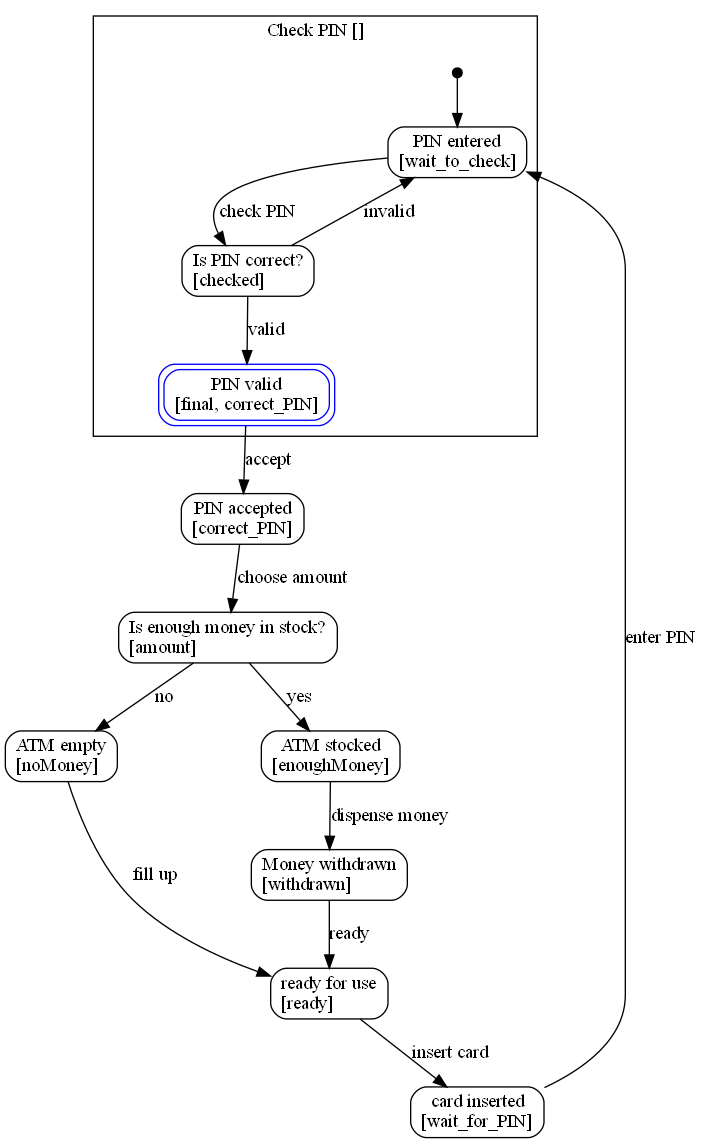 Check PIN []
PIN entered
[wait_to_check]
check PIN
invalid
Is PIN correct?
[checked]
valid
PIN valid
[final, correct_PIN]
accept
PIN accepted
[correct_PIN]
choose amount
Is enough money in stock?
[amount]
enter PIN
no
yes
ATM empty
[noMoney]
ATM stocked
[enoughMoney]
dispense money
Money withdrawn
[withdrawn]
fill up
ready
ready for use
[ready]
insert card
card inserted
[wait_for_PIN]